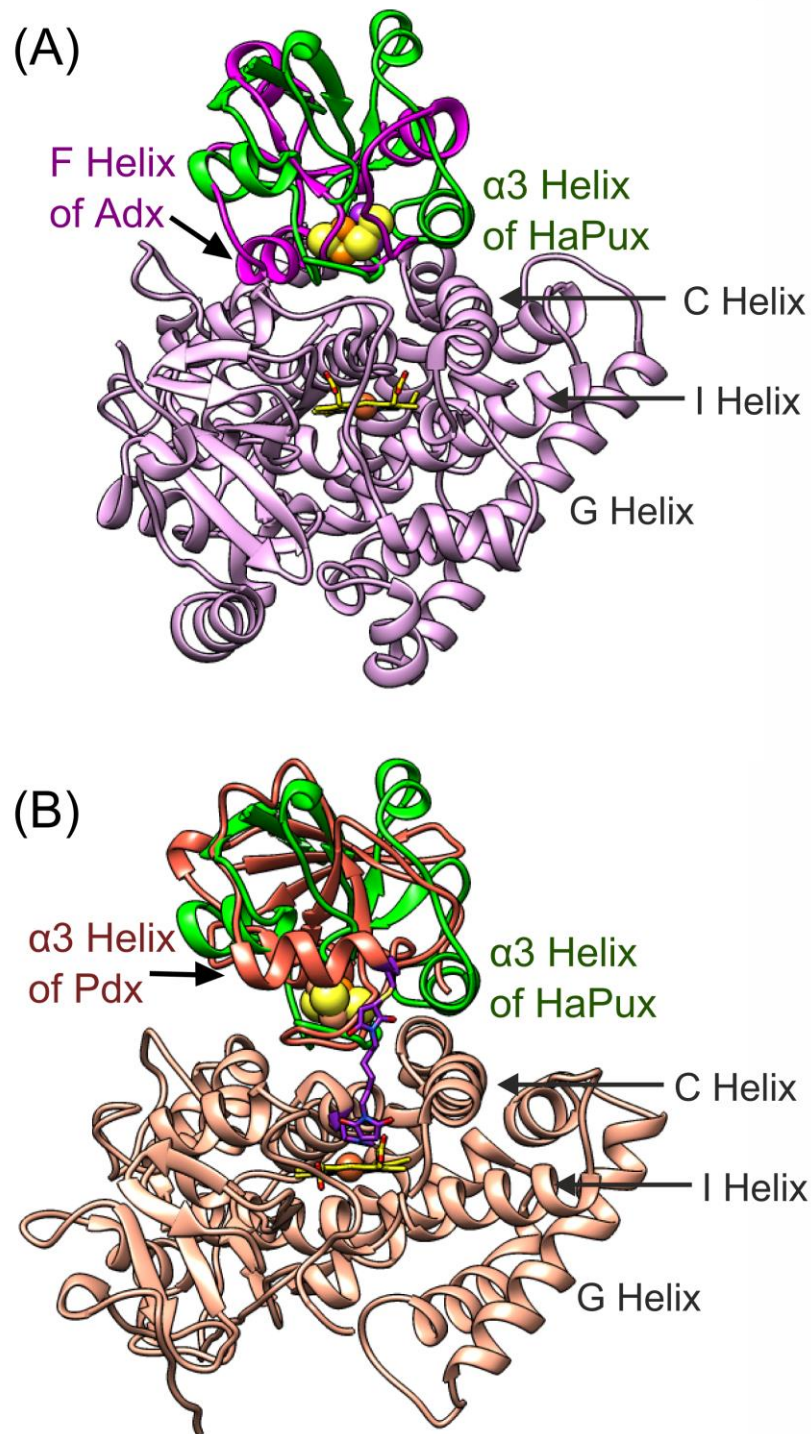 (A)
F Helix
of Adx
α3 Helix
of HaPux
C Helix
I Helix
G Helix
(B)
α3 Helix
of Pdx
α3 Helix
of HaPux
C Helix
I Helix
G Helix